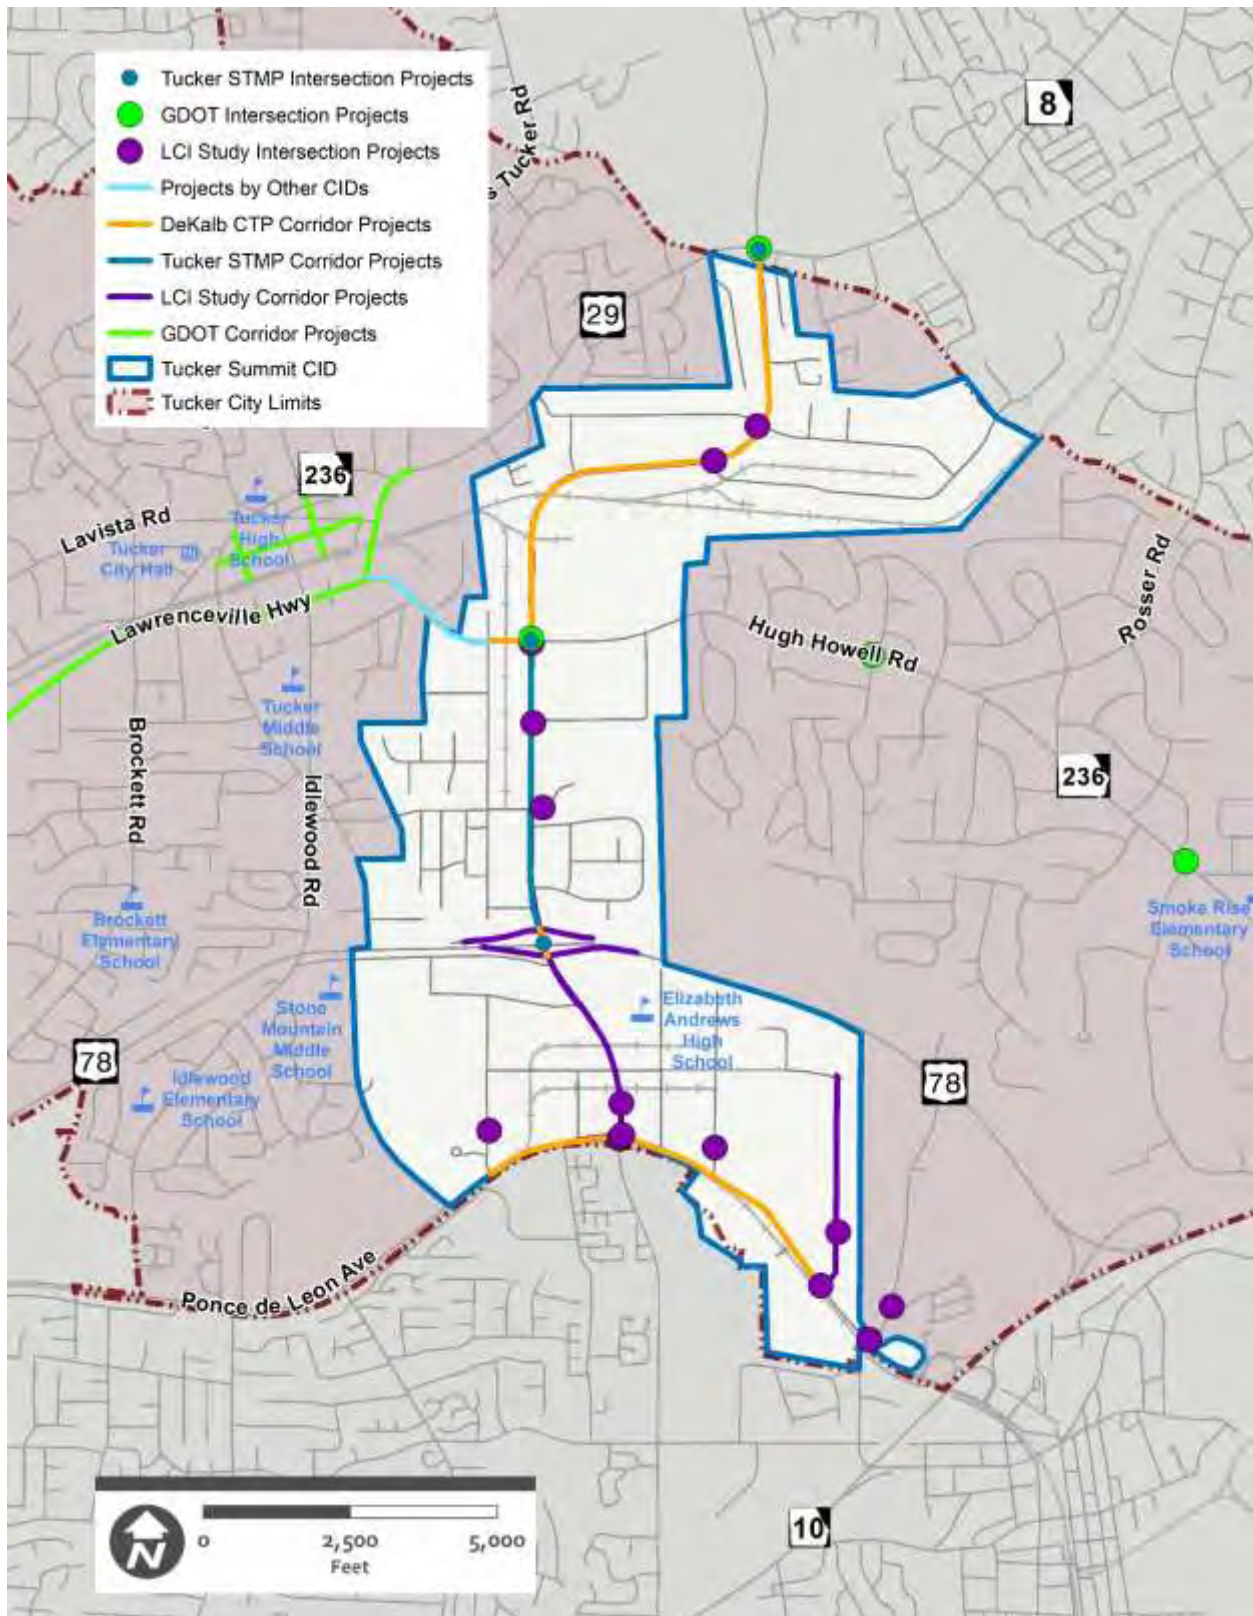 Tucker STMP Intersection Projects
GDOT Intersection Projects
LCI Study Intersection Projects
Projects by Other CIDs
DeKalb CTP Corridor Projects
Tucker STMP Corridor Projects
LCI Study Corridor Projects
GDOT Corridor Projects
Tucker Summit CID
Tucker City Limits
s Tucker Rd
8
29
236
Lavista Rd
Tucker
High
School
Tucker
City Hall
Lawrenceville Hwy
Rosser Rd
Hugh Howell Rd
Tucker
Middle
School
Brockett Rd
Idlewood Rd
236
Brockett
Elementary
School
Smoke Rise
Elementary
School
Stone
Mountain
Middle
School
Elizabeth
Andrews
High
School
78
78
Idlewood
Elementary
School
Ponce de Leon Ave
10
N
0
2,500
5,000
Feet